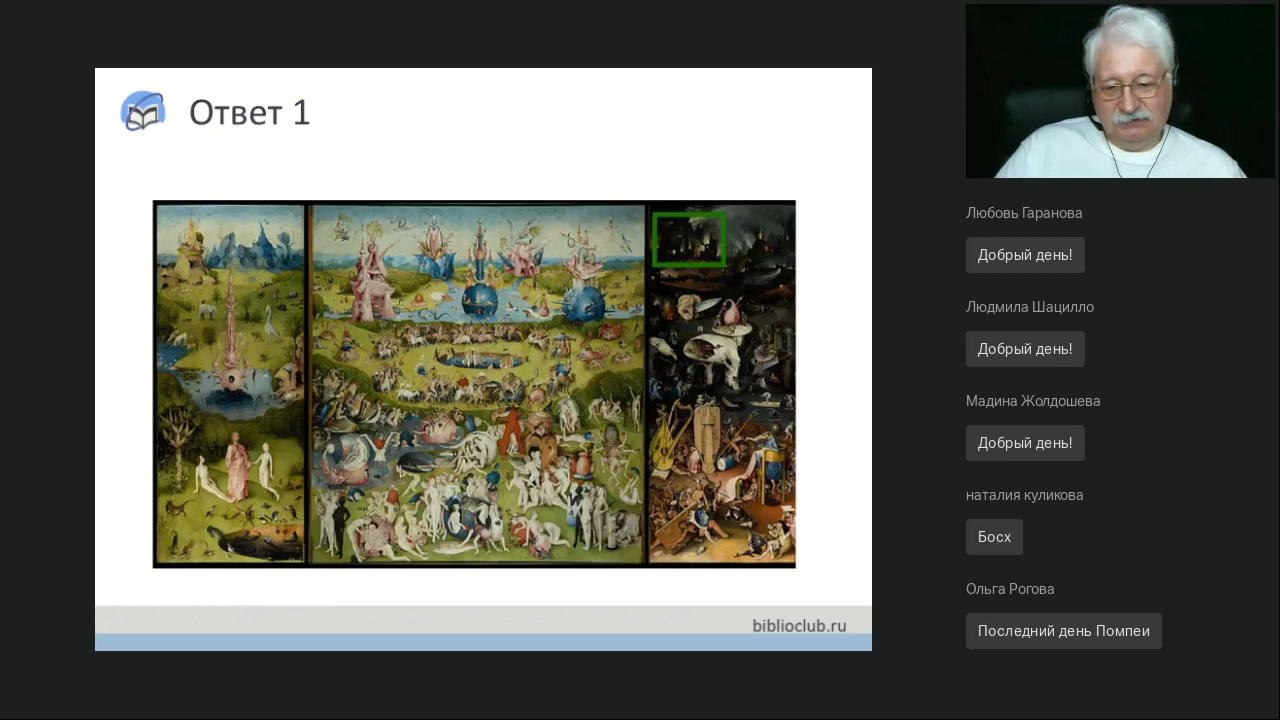 Ответ 1
biblioclub.ru
Любовь Гаранова
Добрый день!
Людмила Шацилло
Добрый день!
Мадина Жолдошева
Добрый день!
наталия куликова
Босх
Ольга Рогова
Последний день Помпеи